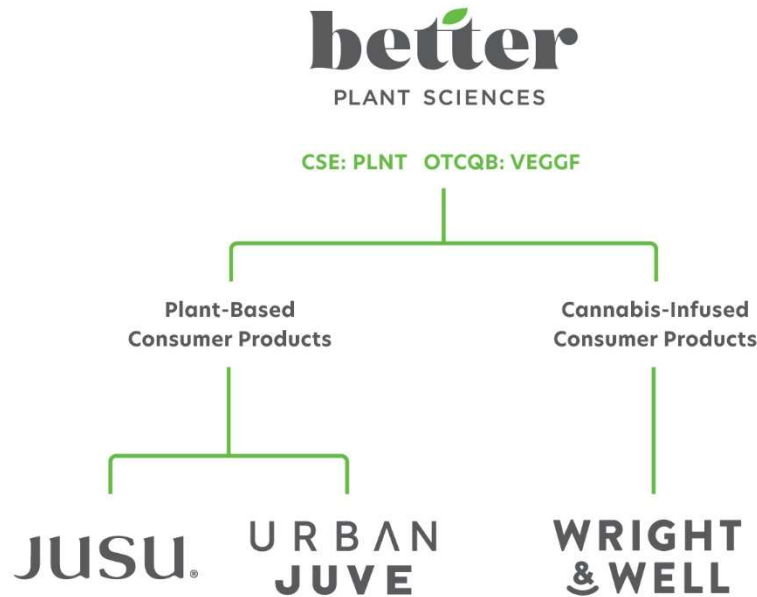 better
PLANT SCIENCES
CSE: PLNT OTCQB: VEGGF
Plant-Based
Consumer Products
Cannabis-Infused
Consumer Products
JUSU.®
URBAN
JUVE
WRIGHT
& WELL